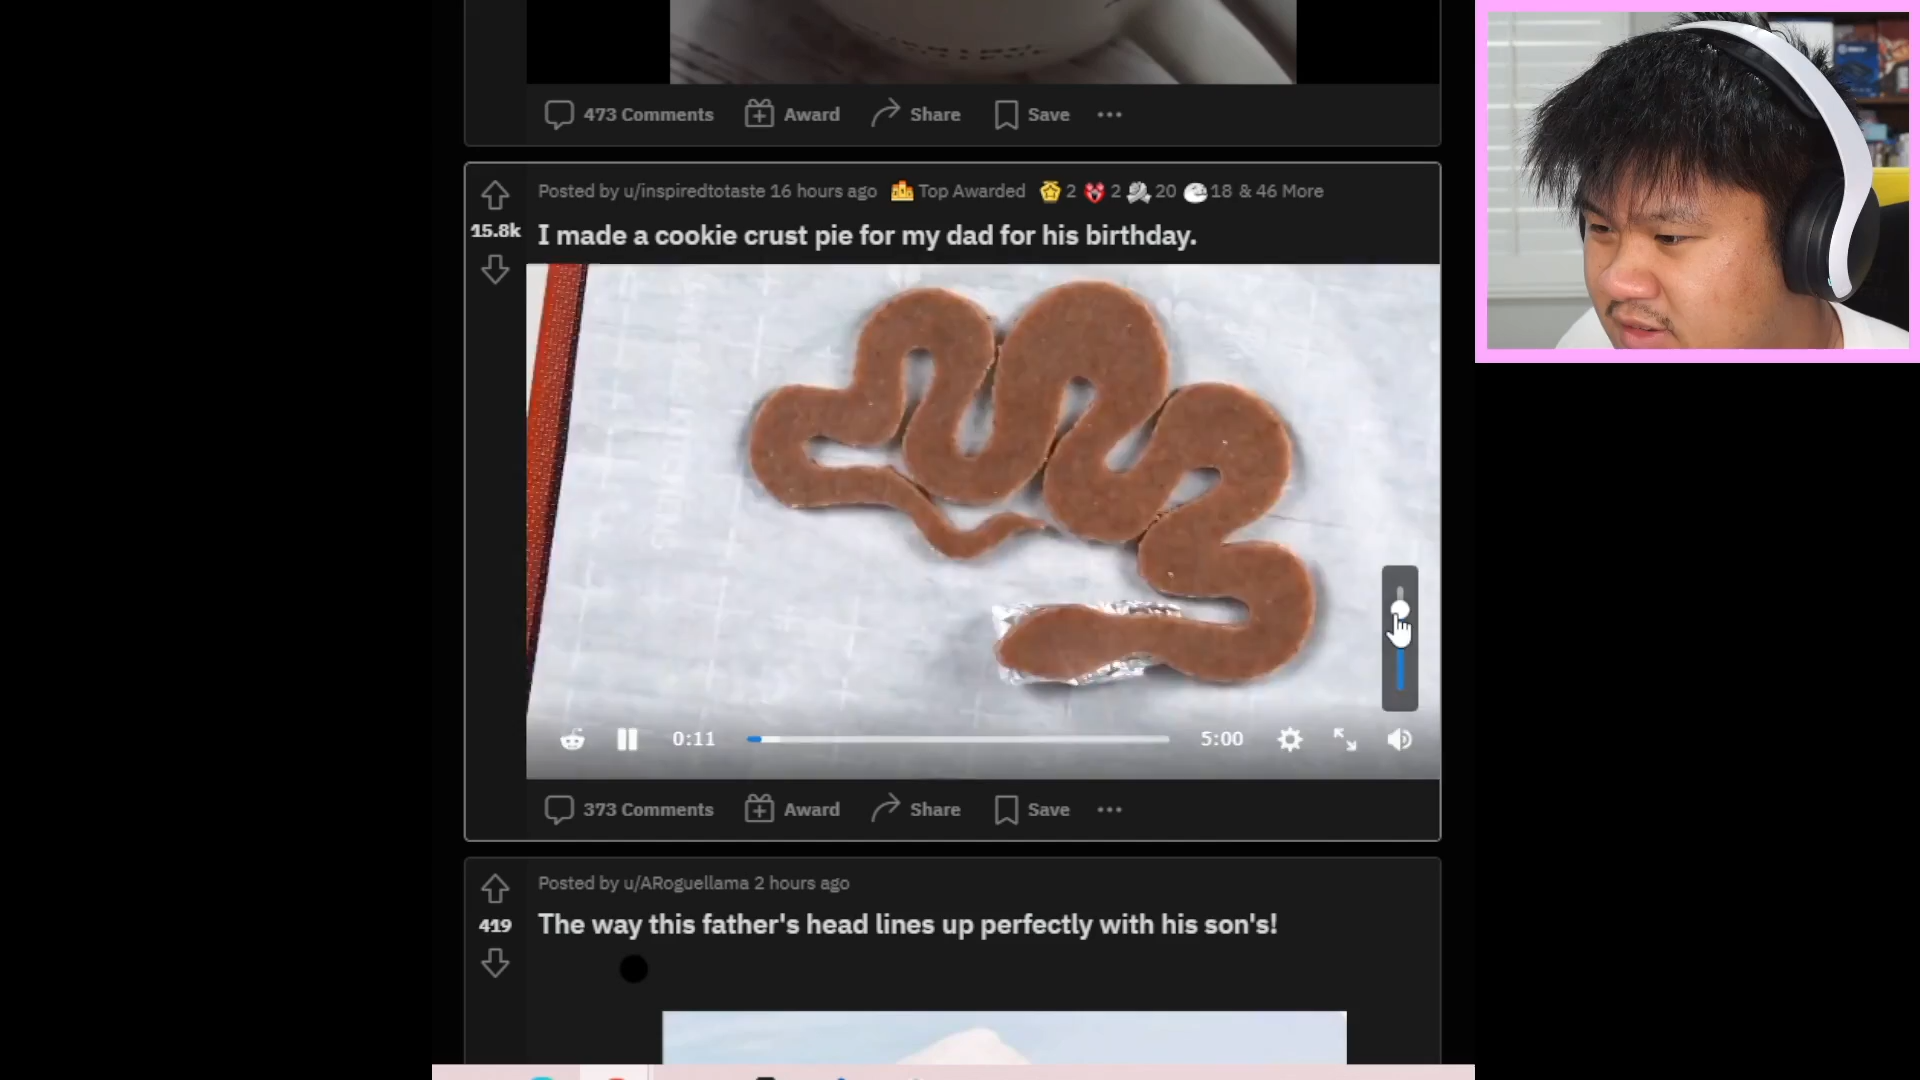 473 Comments Award Share Save
Posted by u/inspiredtotaste 16 hours ago Top Awarded 2 2 20 18 & 46 More
15.8k
I made a cookie crust pie for my dad for his birthday.
0:11 5:00
373 Comments Award Share Save
Posted by u/ARoguellama 2 hours ago
419
The way this father's head lines up perfectly with his son's!